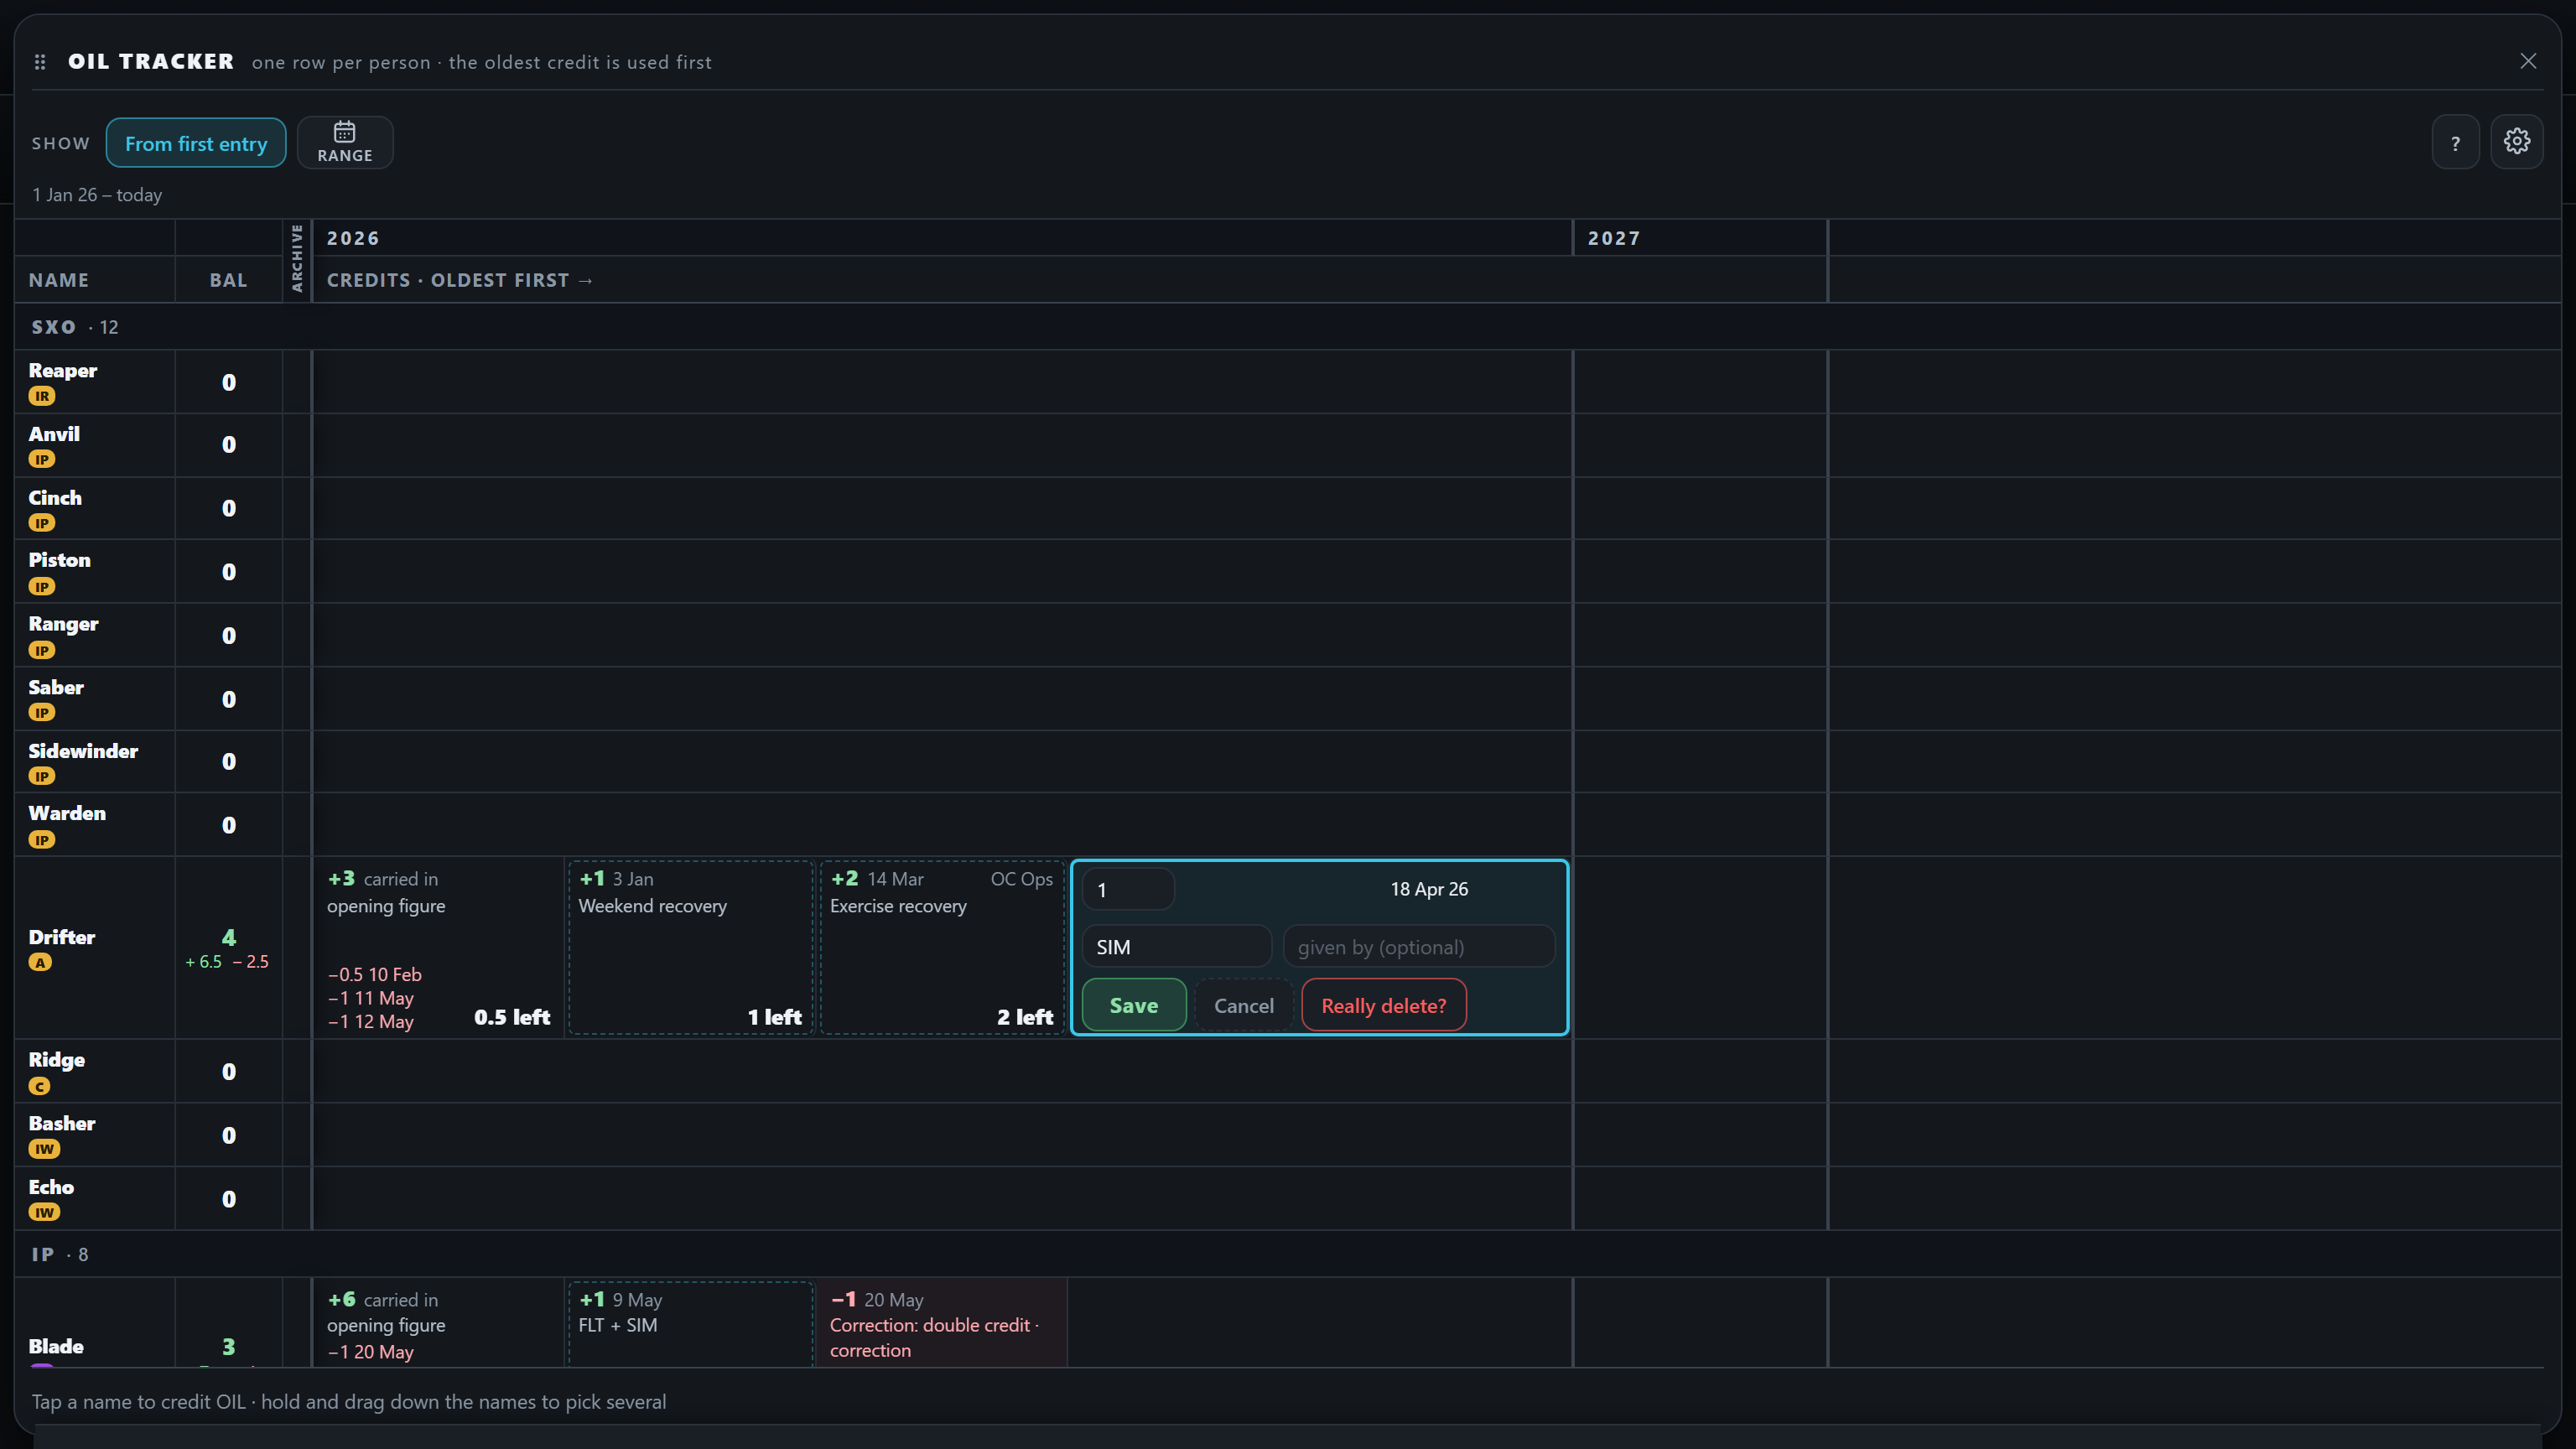 OIL TRACKER one row per person · the oldest credit is used first
SHOW From first entry RANGE ?
1 Jan 26 – today
ARCHIVE 2026 2027
NAME BAL CREDITS · OLDEST FIRST →
SXO · 12
Reaper
IR 0
Anvil
IP 0
Cinch
IP 0
Piston
IP 0
Ranger
IP 0
Saber
IP 0
Sidewinder
IP 0
Warden
IP 0
Drifter
A
4
+ 6.5 − 2.5
+3 carried in
opening figure
−0.5 10 Feb
−1 11 May
−1 12 May 0.5 left
+1 3 Jan
Weekend recovery
1 left
+2 14 Mar OC Ops
Exercise recovery
2 left
1 18 Apr 26
SIM given by (optional)
Save Cancel Really delete?
Ridge
C 0
Basher
IW 0
Echo
IW 0
IP · 8
Blade 3
+6 carried in
opening figure
−1 20 May
+1 9 May
FLT + SIM
−1 20 May
Correction: double credit ·
correction
Tap a name to credit OIL · hold and drag down the names to pick several